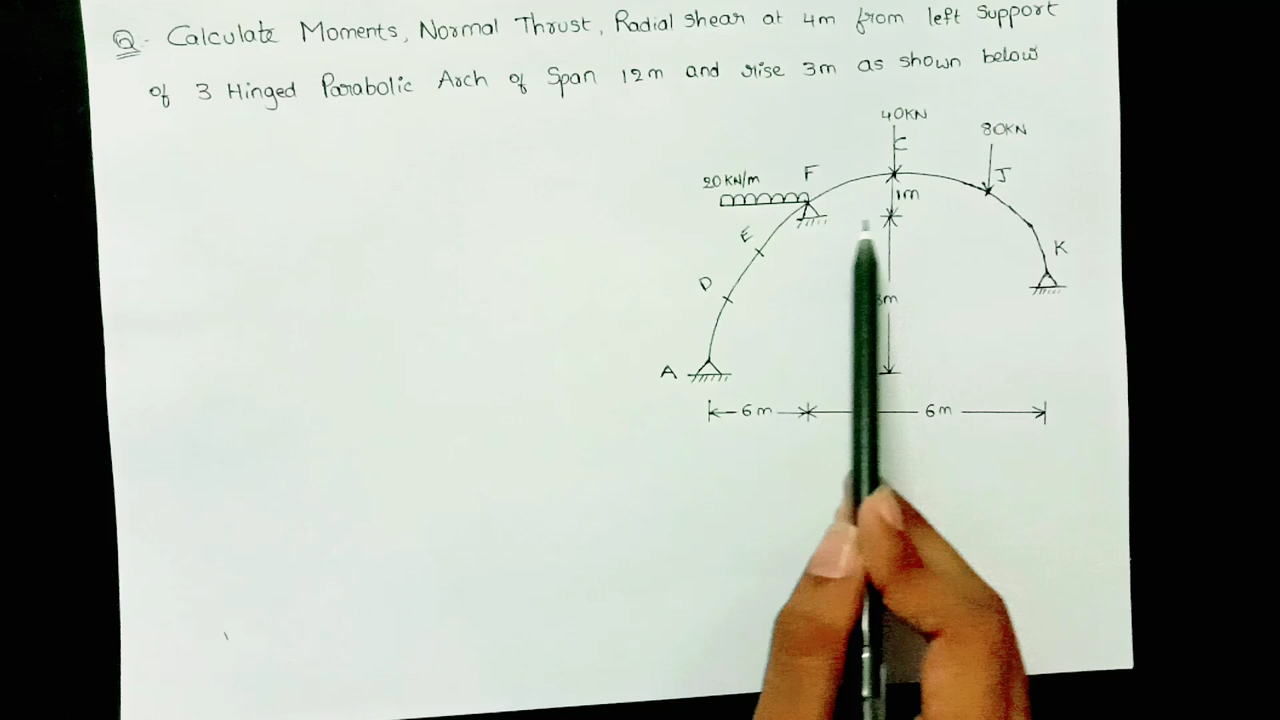 Q. Calculate Moments, Normal Thrust, Radial shear at 4m from left support
of 3 Hinged Parabolic Arch of Span 12m and rise 3m as shown below
40KN
80KN
C
20KN/m
F
J
1m
E
K
D
3m
A
6m
6m